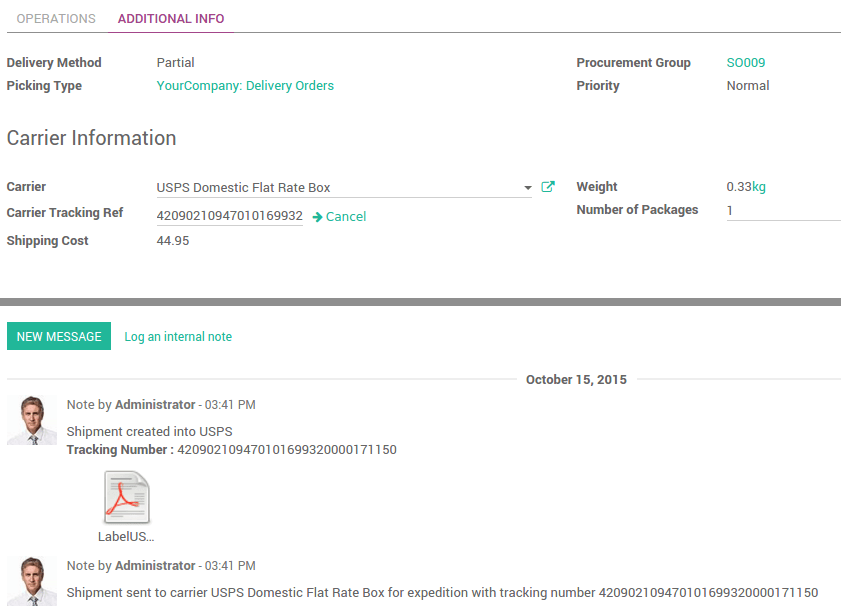 OPERATIONS ADDITIONAL INFO
Delivery Method Partial Procurement Group SO009
Picking Type YourCompany: Delivery Orders Priority Normal
Carrier Information
Carrier USPS Domestic Flat Rate Box Weight 0.33kg
Carrier Tracking Ref 42090210947010169932 Cancel Number of Packages 1
Shipping Cost 44.95
NEW MESSAGE Log an internal note
October 15, 2015
Note by Administrator - 03:41 PM
Shipment created into USPS
Tracking Number : 420902109470101699320000171150
LabelUS...
Note by Administrator - 03:41 PM
Shipment sent to carrier USPS Domestic Flat Rate Box for expedition with tracking number 420902109470101699320000171150